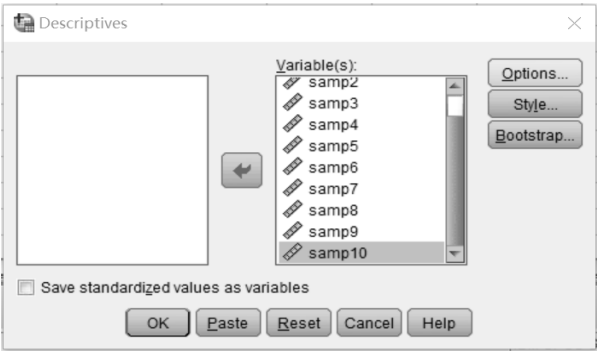 Descriptives
Variable(s):
samp2
samp3
samp4
samp5
samp6
samp7
samp8
samp9
samp10
Options...
Style...
Bootstrap...
Save standardized values as variables
OK
Paste
Reset
Cancel
Help